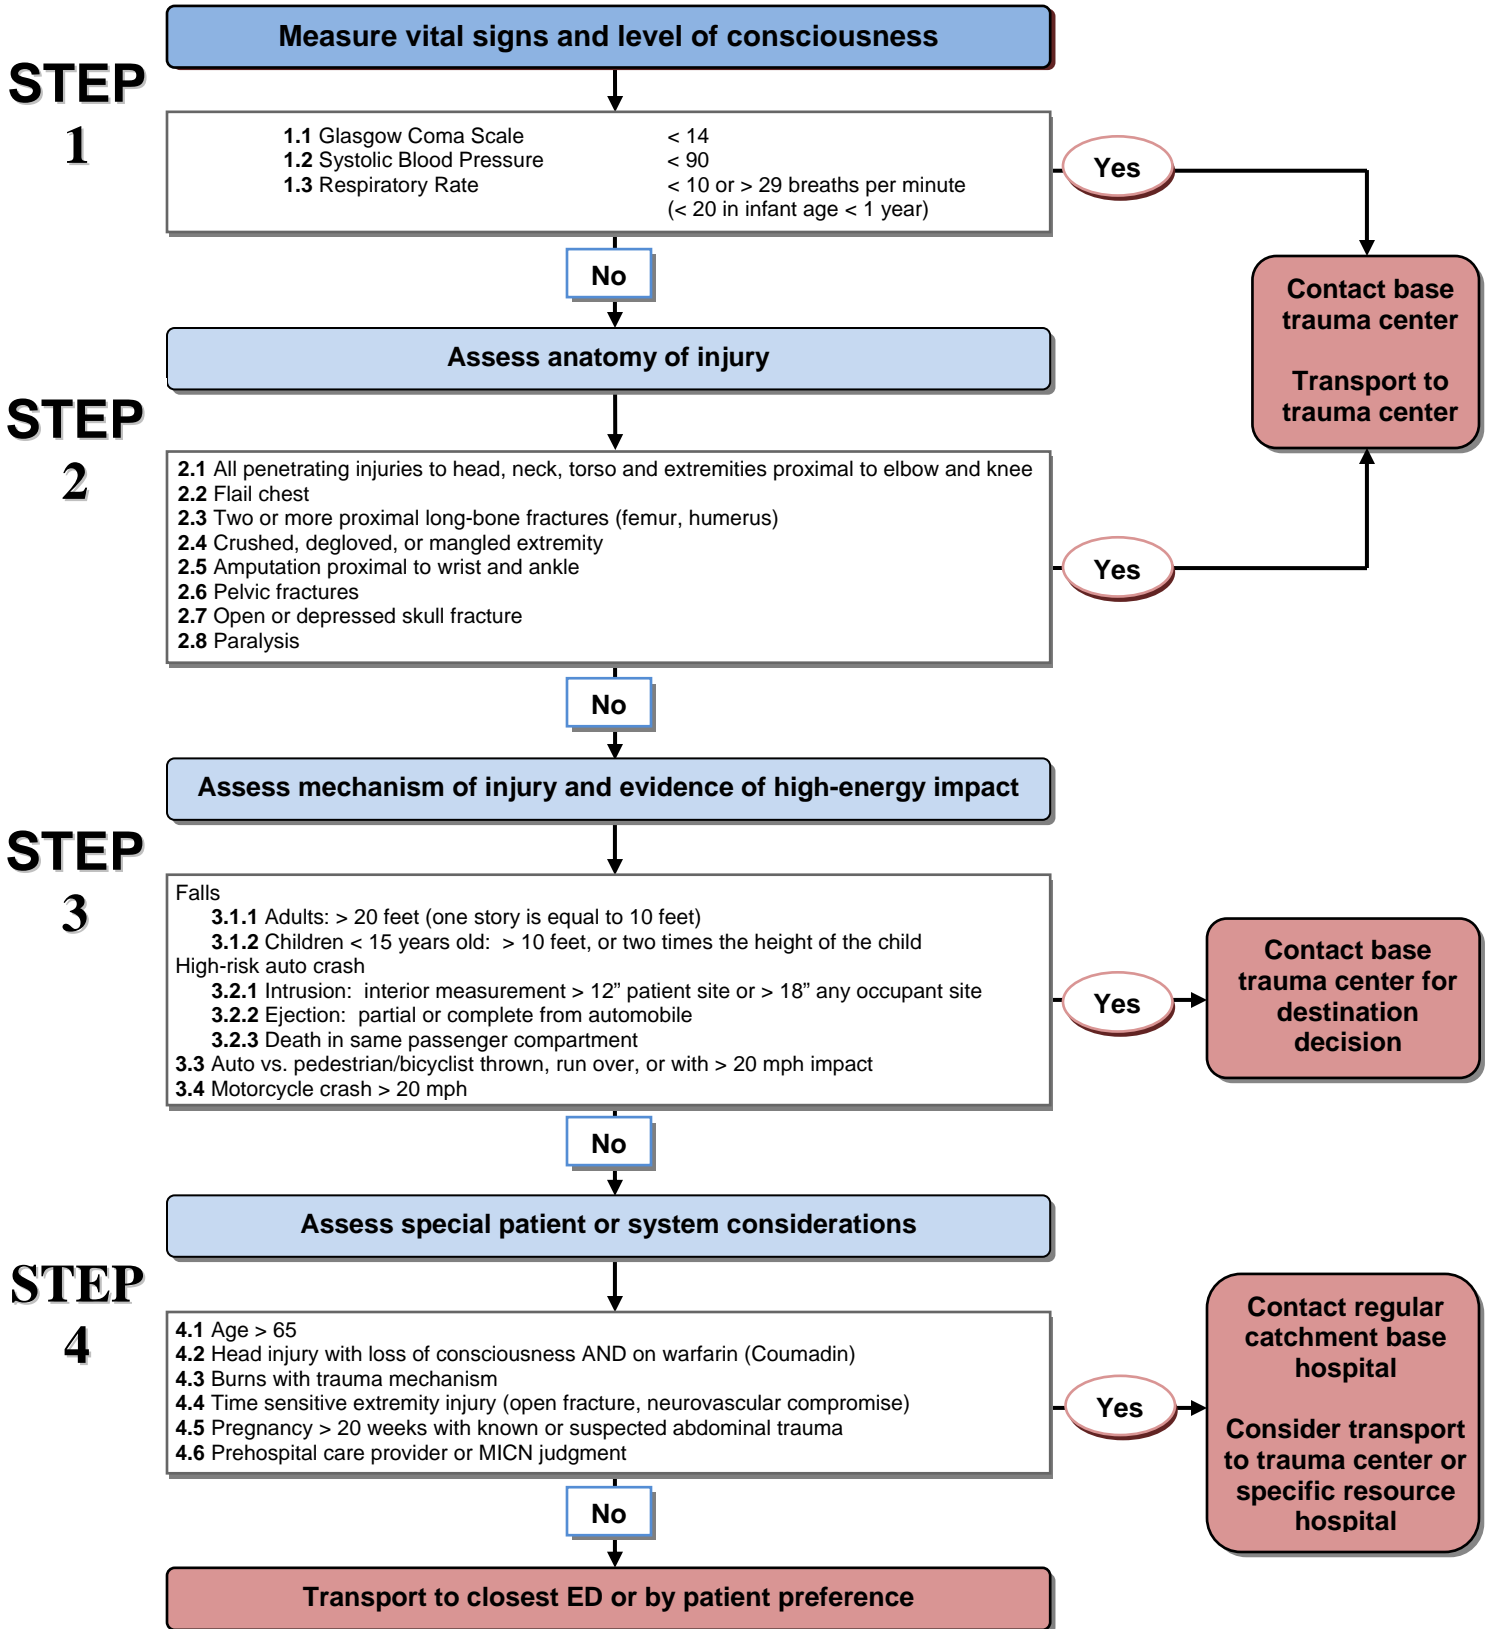 Measure vital signs and level of consciousness
STEP
1
1.1 Glasgow Coma Scale < 14
1.2 Systolic Blood Pressure < 90
1.3 Respiratory Rate < 10 or > 29 breaths per minute
(< 20 in infant age < 1 year)
Yes
No
Contact base
trauma center
Transport to
trauma center
Assess anatomy of injury
STEP
2
2.1 All penetrating injuries to head, neck, torso and extremities proximal to elbow and knee
2.2 Flail chest
2.3 Two or more proximal long-bone fractures (femur, humerus)
2.4 Crushed, degloved, or mangled extremity
2.5 Amputation proximal to wrist and ankle
2.6 Pelvic fractures
2.7 Open or depressed skull fracture
2.8 Paralysis
Yes
No
Assess mechanism of injury and evidence of high-energy impact
STEP
3
Falls
3.1.1 Adults: > 20 feet (one story is equal to 10 feet)
3.1.2 Children < 15 years old: > 10 feet, or two times the height of the child
High-risk auto crash
3.2.1 Intrusion: interior measurement > 12” patient site or > 18” any occupant site
3.2.2 Ejection: partial or complete from automobile
3.2.3 Death in same passenger compartment
3.3 Auto vs. pedestrian/bicyclist thrown, run over, or with > 20 mph impact
3.4 Motorcycle crash > 20 mph
Yes
Contact base
trauma center for
destination
decision
No
Assess special patient or system considerations
STEP
4
4.1 Age > 65
4.2 Head injury with loss of consciousness AND on warfarin (Coumadin)
4.3 Burns with trauma mechanism
4.4 Time sensitive extremity injury (open fracture, neurovascular compromise)
4.5 Pregnancy > 20 weeks with known or suspected abdominal trauma
4.6 Prehospital care provider or MICN judgment
Yes
Contact regular
catchment base
hospital
Consider transport
to trauma center or
specific resource
hospital
No
Transport to closest ED or by patient preference